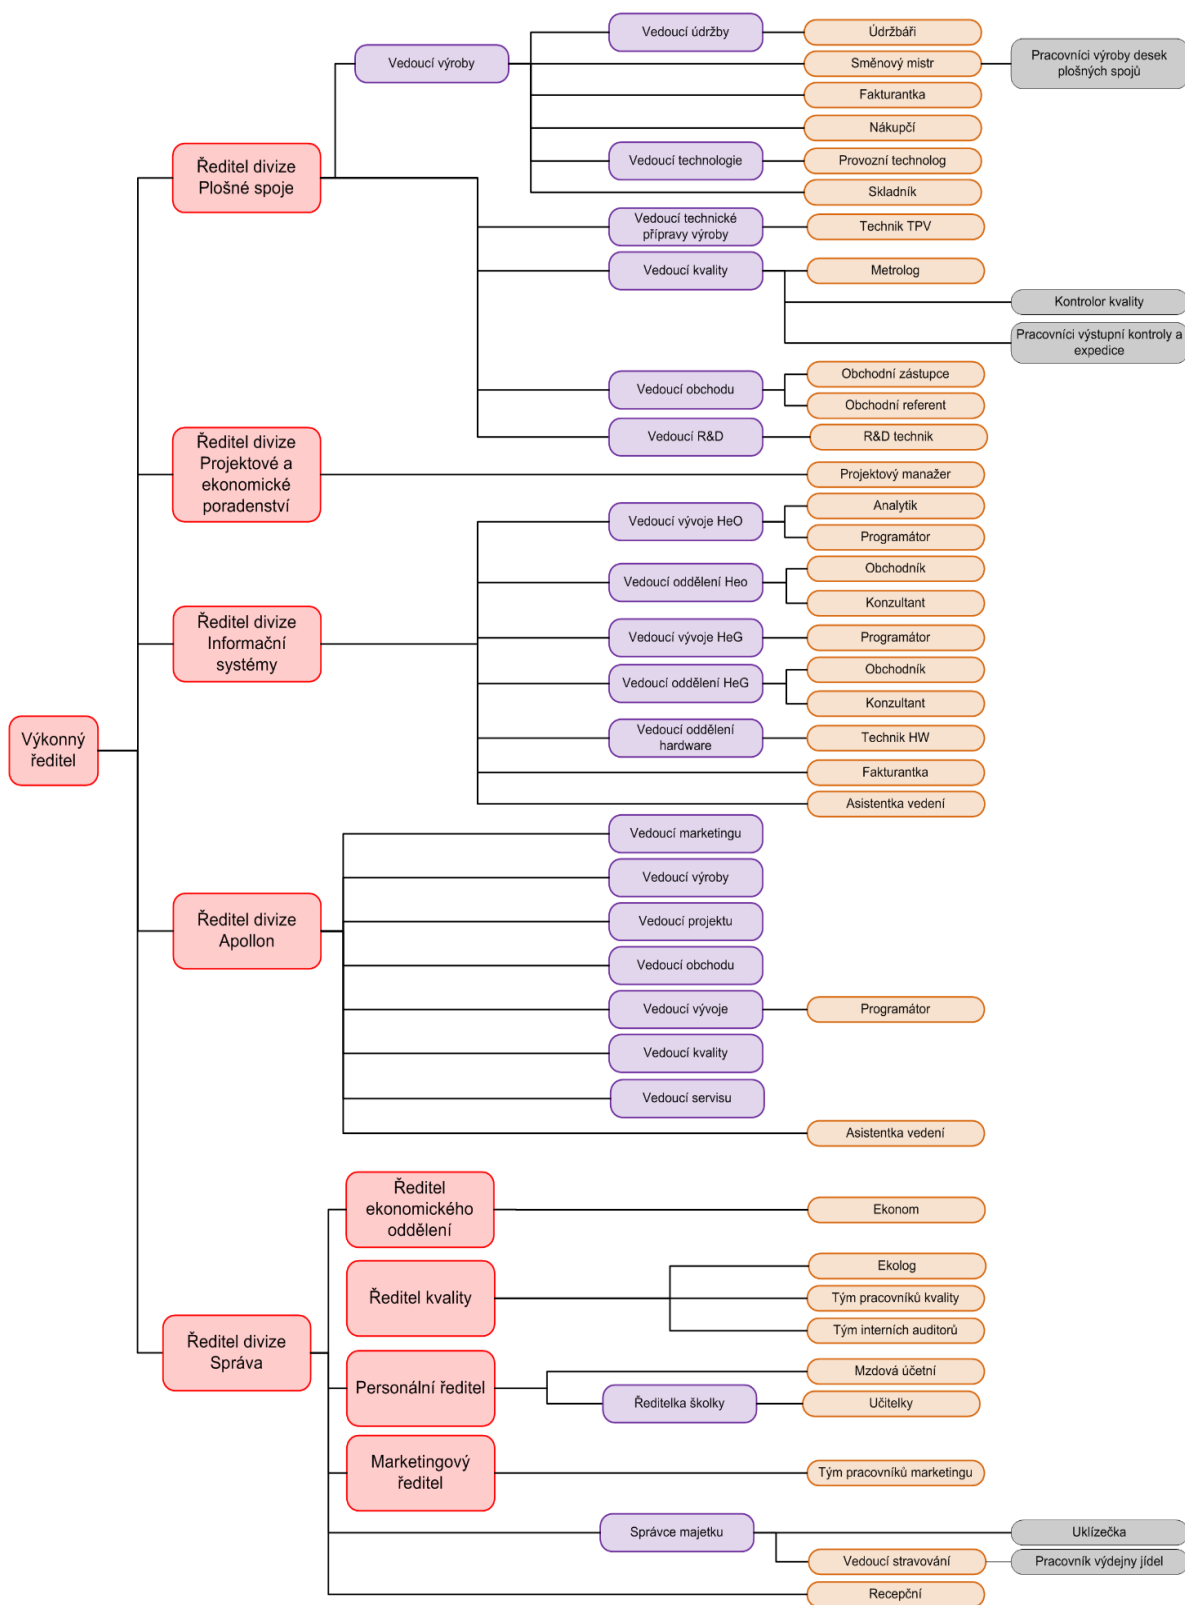 Vedoucí údržby
Údržbáři
Vedoucí výroby
Směnový mistr
Pracovníci výroby desek
plošných spojů
Fakturantka
Nákupčí
Ředitel divize
Plošné spoje
Vedoucí technologie
Provozní technolog
Skladník
Vedoucí technické
přípravy výroby
Technik TPV
Vedoucí kvality
Metrolog
Kontrolor kvality
Pracovníci výstupní kontroly a
expedice
Vedoucí obchodu
Obchodní zástupce
Obchodní referent
Vedoucí R&D
R&D technik
Ředitel divize
Projektové a
ekonomické
poradenství
Projektový manažer
Vedoucí vývoje HeO
Analytik
Programátor
Vedoucí oddělení Heo
Obchodník
Konzultant
Ředitel divize
Informační
systémy
Vedoucí vývoje HeG
Programátor
Vedoucí oddělení HeG
Obchodník
Konzultant
Výkonný
ředitel
Vedoucí oddělení
hardware
Technik HW
Fakturantka
Asistentka vedení
Vedoucí marketingu
Vedoucí výroby
Ředitel divize
Apollon
Vedoucí projektu
Vedoucí obchodu
Vedoucí vývoje
Programátor
Vedoucí kvality
Vedoucí servisu
Asistentka vedení
Ředitel
ekonomického
oddělení
Ekonom
Ředitel kvality
Ekolog
Tým pracovníků kvality
Tým interních auditorů
Ředitel divize
Správa
Personální ředitel
Mzdová účetní
Ředitelka školky
Učitelky
Marketingový
ředitel
Tým pracovníků marketingu
Správce majetku
Uklízečka
Vedoucí stravování
Pracovník výdejny jídel
Recepční